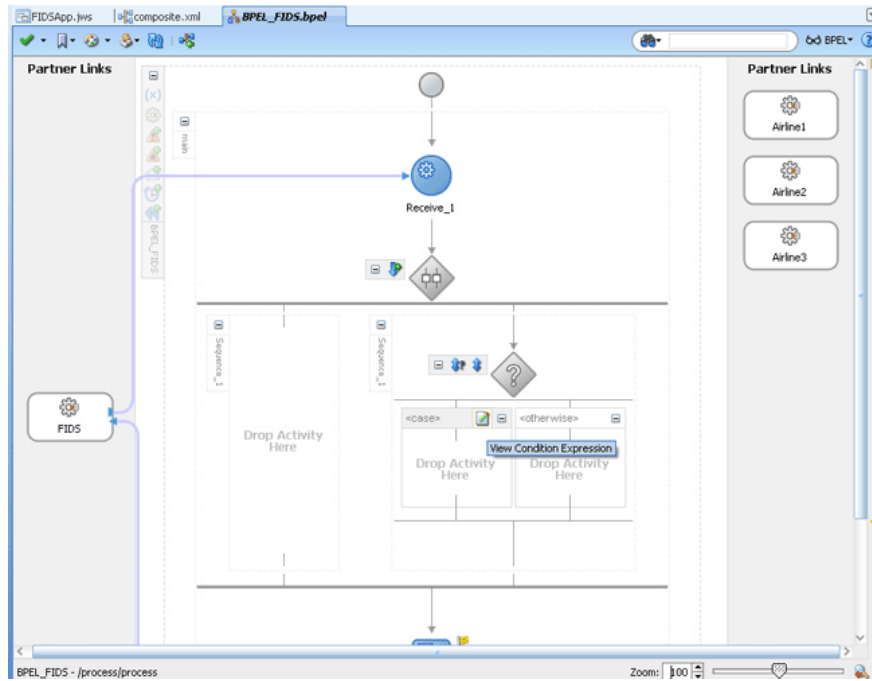 FIDSApp.jws composite.xml BPEL_FIDS.bpel
BPEL
Partner Links
Partner Links
main
BPEL_FIDS
Receive_1
Airline1
Airline2
Airline3
Sequence_1
Sequence_1
FIDS
<case>
<otherwise>
View Condition Expression
Drop Activity
Here
Drop Activity
Here
Drop Activity
Here
BPEL_FIDS - /process/process
Zoom: 100